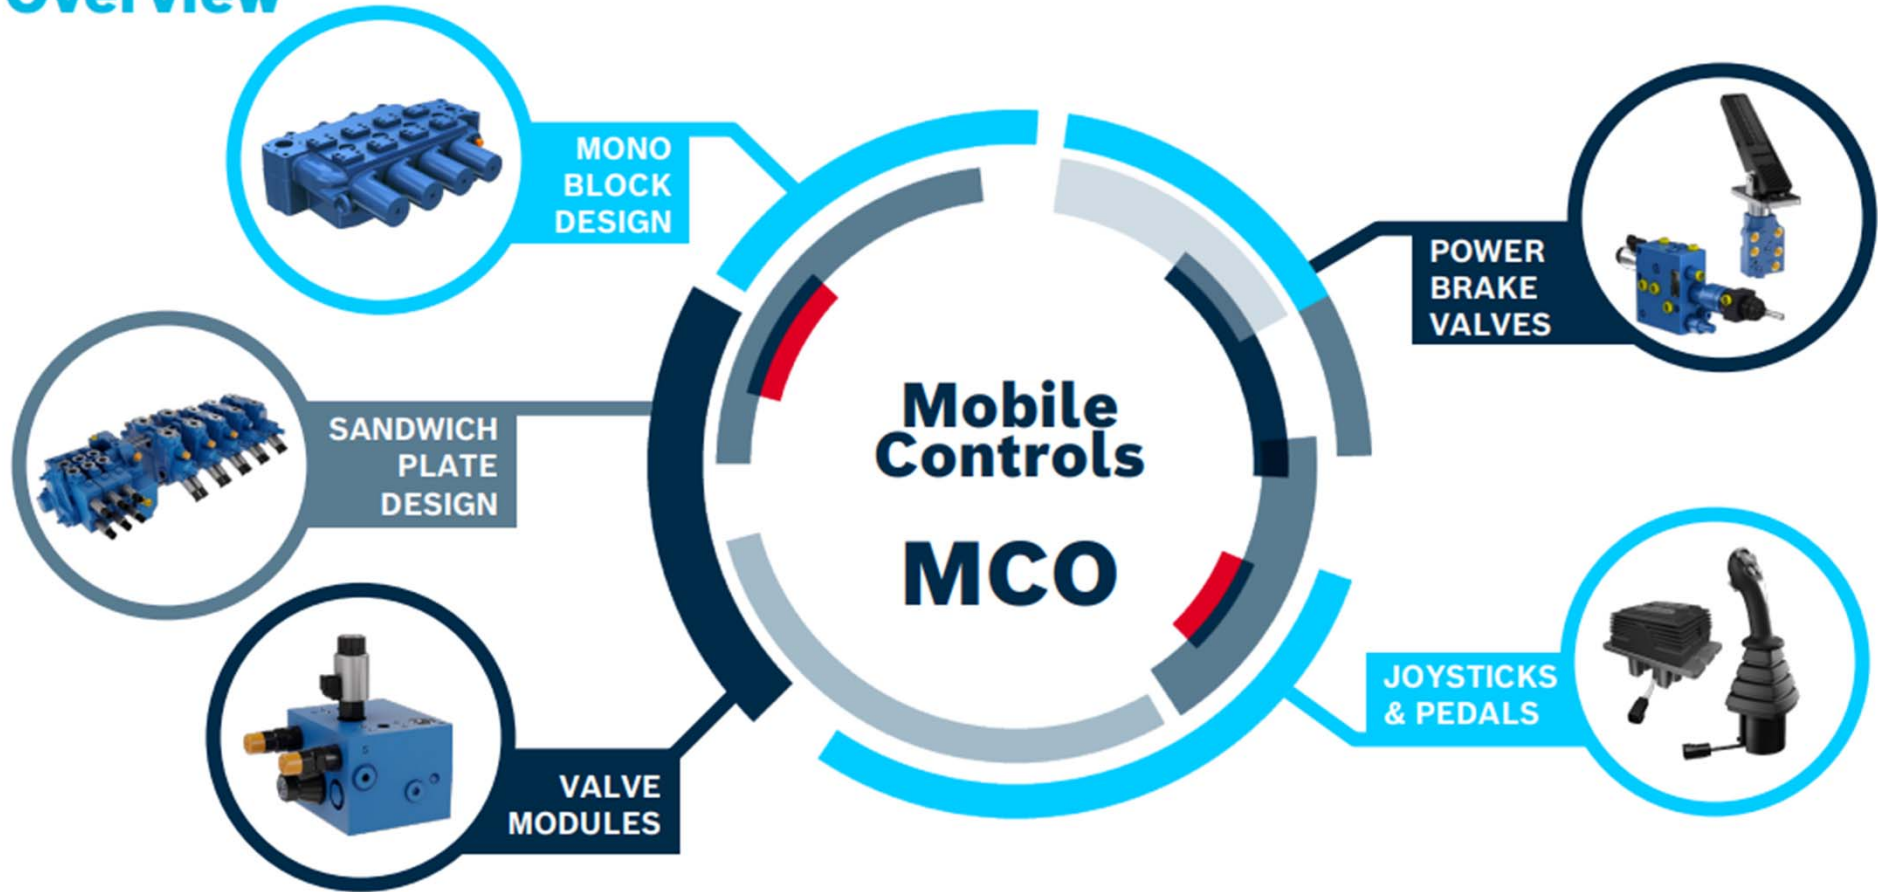 Overview
MONO
BLOCK
DESIGN
SANDWICH
PLATE
DESIGN
VALVE
MODULES
Mobile
Controls
MCO
POWER
BRAKE
VALVES
JOYSTICKS
& PEDALS